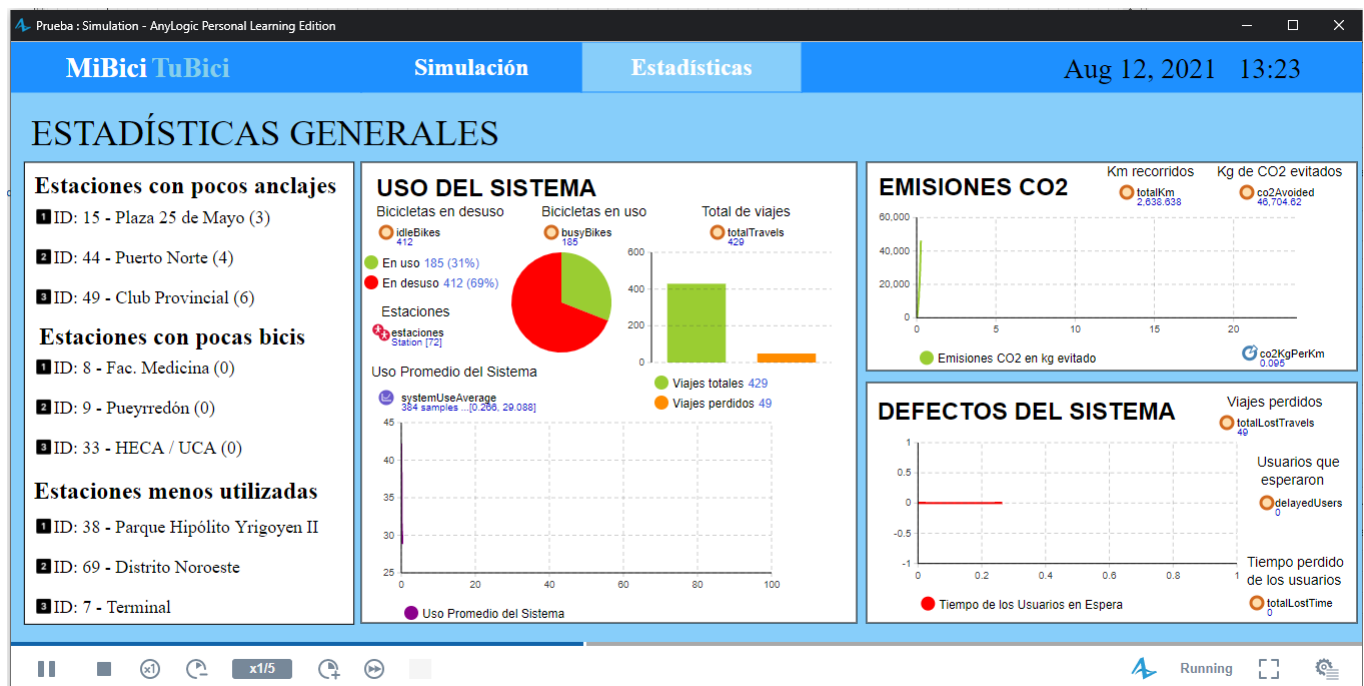 Prueba : Simulation - AnyLogic Personal Learning Edition
MiBici TuBici
Simulación
Estadísticas
Aug 12, 2021 13:23
ESTADÍSTICAS GENERALES
Estaciones con pocos anclajes
1 ID: 15 - Plaza 25 de Mayo (3)
2 ID: 44 - Puerto Norte (4)
3 ID: 49 - Club Provincial (6)
Estaciones con pocas bicis
1 ID: 8 - Fac. Medicina (0)
2 ID: 9 - Pueyrredón (0)
3 ID: 33 - HECA / UCA (0)
Estaciones menos utilizadas
1 ID: 38 - Parque Hipólito Yrigoyen II
2 ID: 69 - Distrito Noroeste
3 ID: 7 - Terminal
USO DEL SISTEMA
Bicicletas en desuso
idleBikes
412
Bicicletas en uso
busyBikes
185
Total de viajes
totalTravels
429
En uso 185 (31%)
En desuso 412 (69%)
Estaciones
estaciones
Station [72]
600
400
200
0
Viajes totales 429
Viajes perdidos 49
Uso Promedio del Sistema
systemUseAverage
384 samples ...[0.266, 29.088]
45
40
35
30
25
0 20 40 60 80 100
Uso Promedio del Sistema
EMISIONES CO2
Km recorridos
totalKm
2,638.638
Kg de CO2 evitados
co2Avoided
46,704.62
60,000
40,000
20,000
0
0 5 10 15 20
Emisiones CO2 en kg evitado
co2KgPerKm
0.095
DEFECTOS DEL SISTEMA
Viajes perdidos
totalLostTravels
49
Usuarios que
esperaron
delayedUsers
0
Tiempo perdido
de los usuarios
totalLostTime
0
1
0.5
0
-0.5
-1
0 0.2 0.4 0.6 0.8 1
Tiempo de los Usuarios en Espera
x1
x1/5
Running